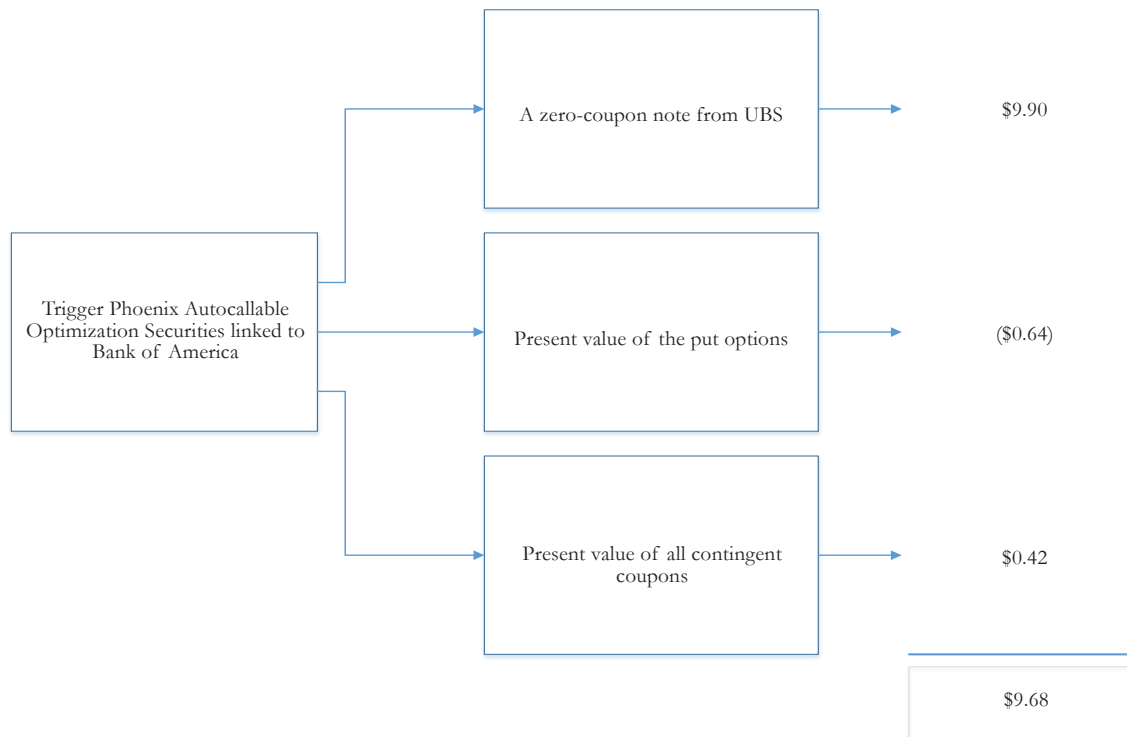 A zero-coupon note from UBS
$9.90
Trigger Phoenix Autocallable
Optimization Securities linked to
Bank of America
Present value of the put options
($0.64)
Present value of all contingent
coupons
$0.42
$9.68